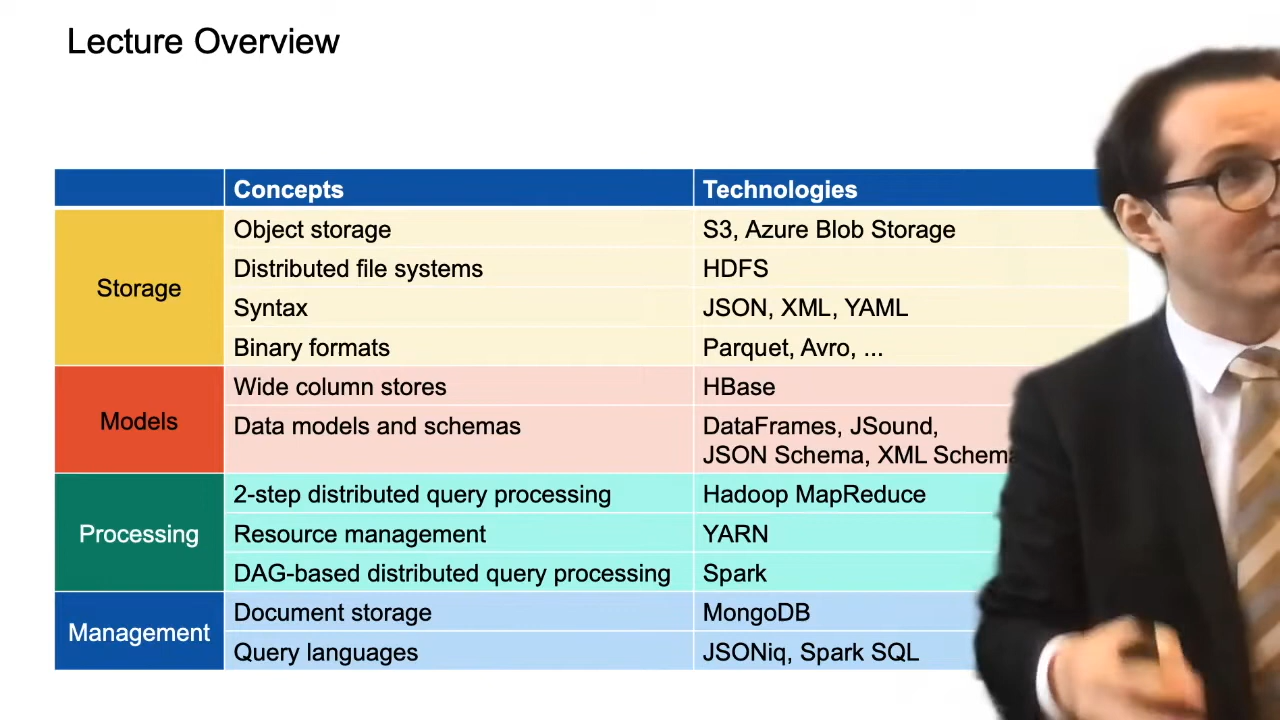 Lecture Overview
Concepts Technologies
Storage
Object storage S3, Azure Blob Storage
Distributed file systems HDFS
Syntax JSON, XML, YAML
Binary formats Parquet, Avro, ...
Models
Wide column stores HBase
Data models and schemas DataFrames, JSound,
JSON Schema, XML Schema
Processing
2-step distributed query processing Hadoop MapReduce
Resource management YARN
DAG-based distributed query processing Spark
Management
Document storage MongoDB
Query languages JSONiq, Spark SQL